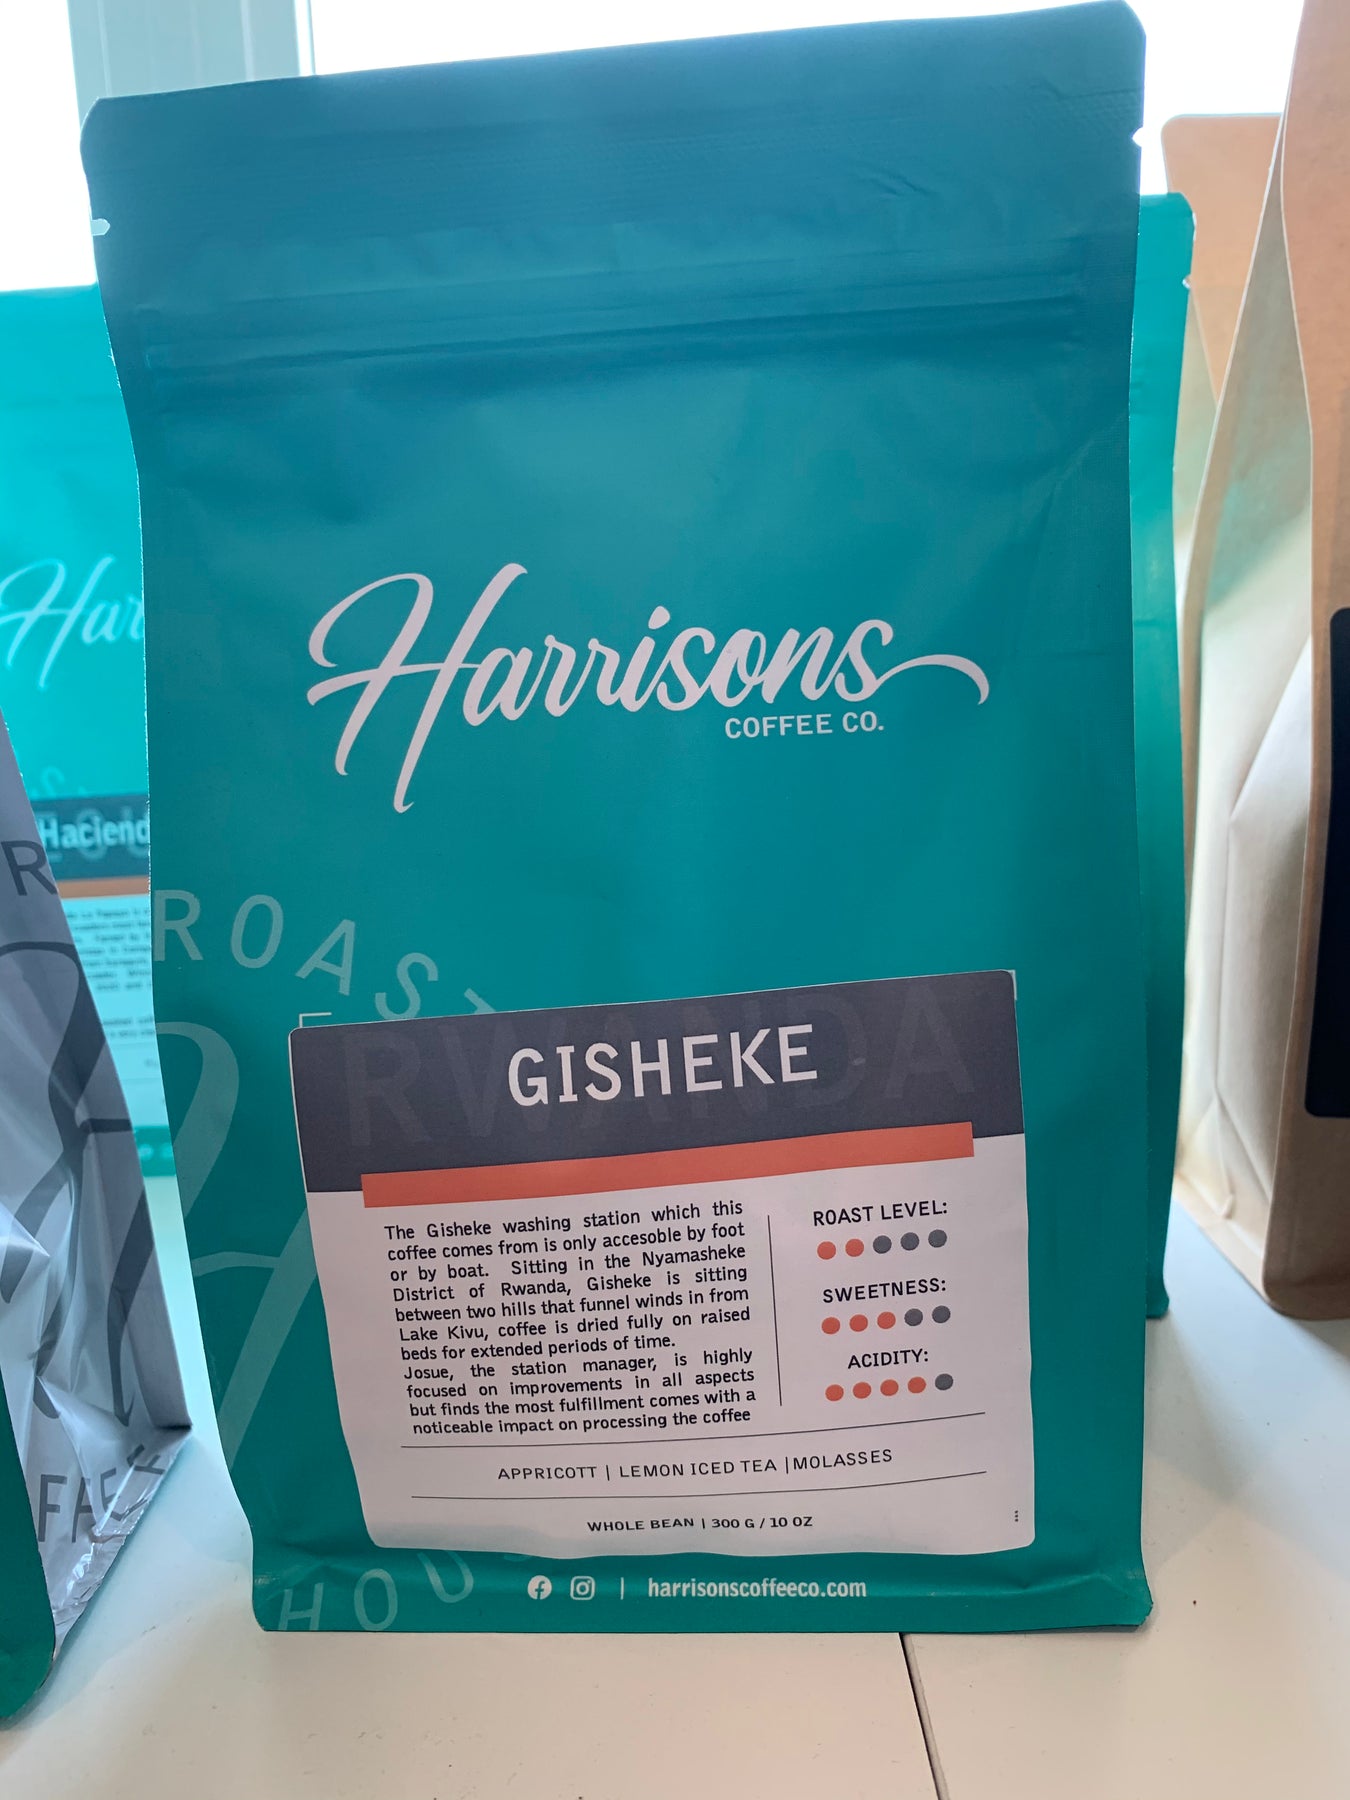 Harrisons
COFFEE CO.
Har
Haciend
R
ROAST
RWANDA
GISHEKE
The Gisheke washing station which this
coffee comes from is only accesoble by foot
or by boat. Sitting in the Nyamasheke
District of Rwanda, Gisheke is sitting
between two hills that funnel winds in from
Lake Kivu, coffee is dried fully on raised
beds for extended periods of time.
Josue, the station manager, is highly
focused on improvements in all aspects
but finds the most fulfillment comes with a
noticeable impact on processing the coffee
ROAST LEVEL:
SWEETNESS:
ACIDITY:
APPRICOTT | LEMON ICED TEA |MOLASSES
WHOLE BEAN | 300 G / 10 OZ
HOUS
| harrisonscoffeeco.com